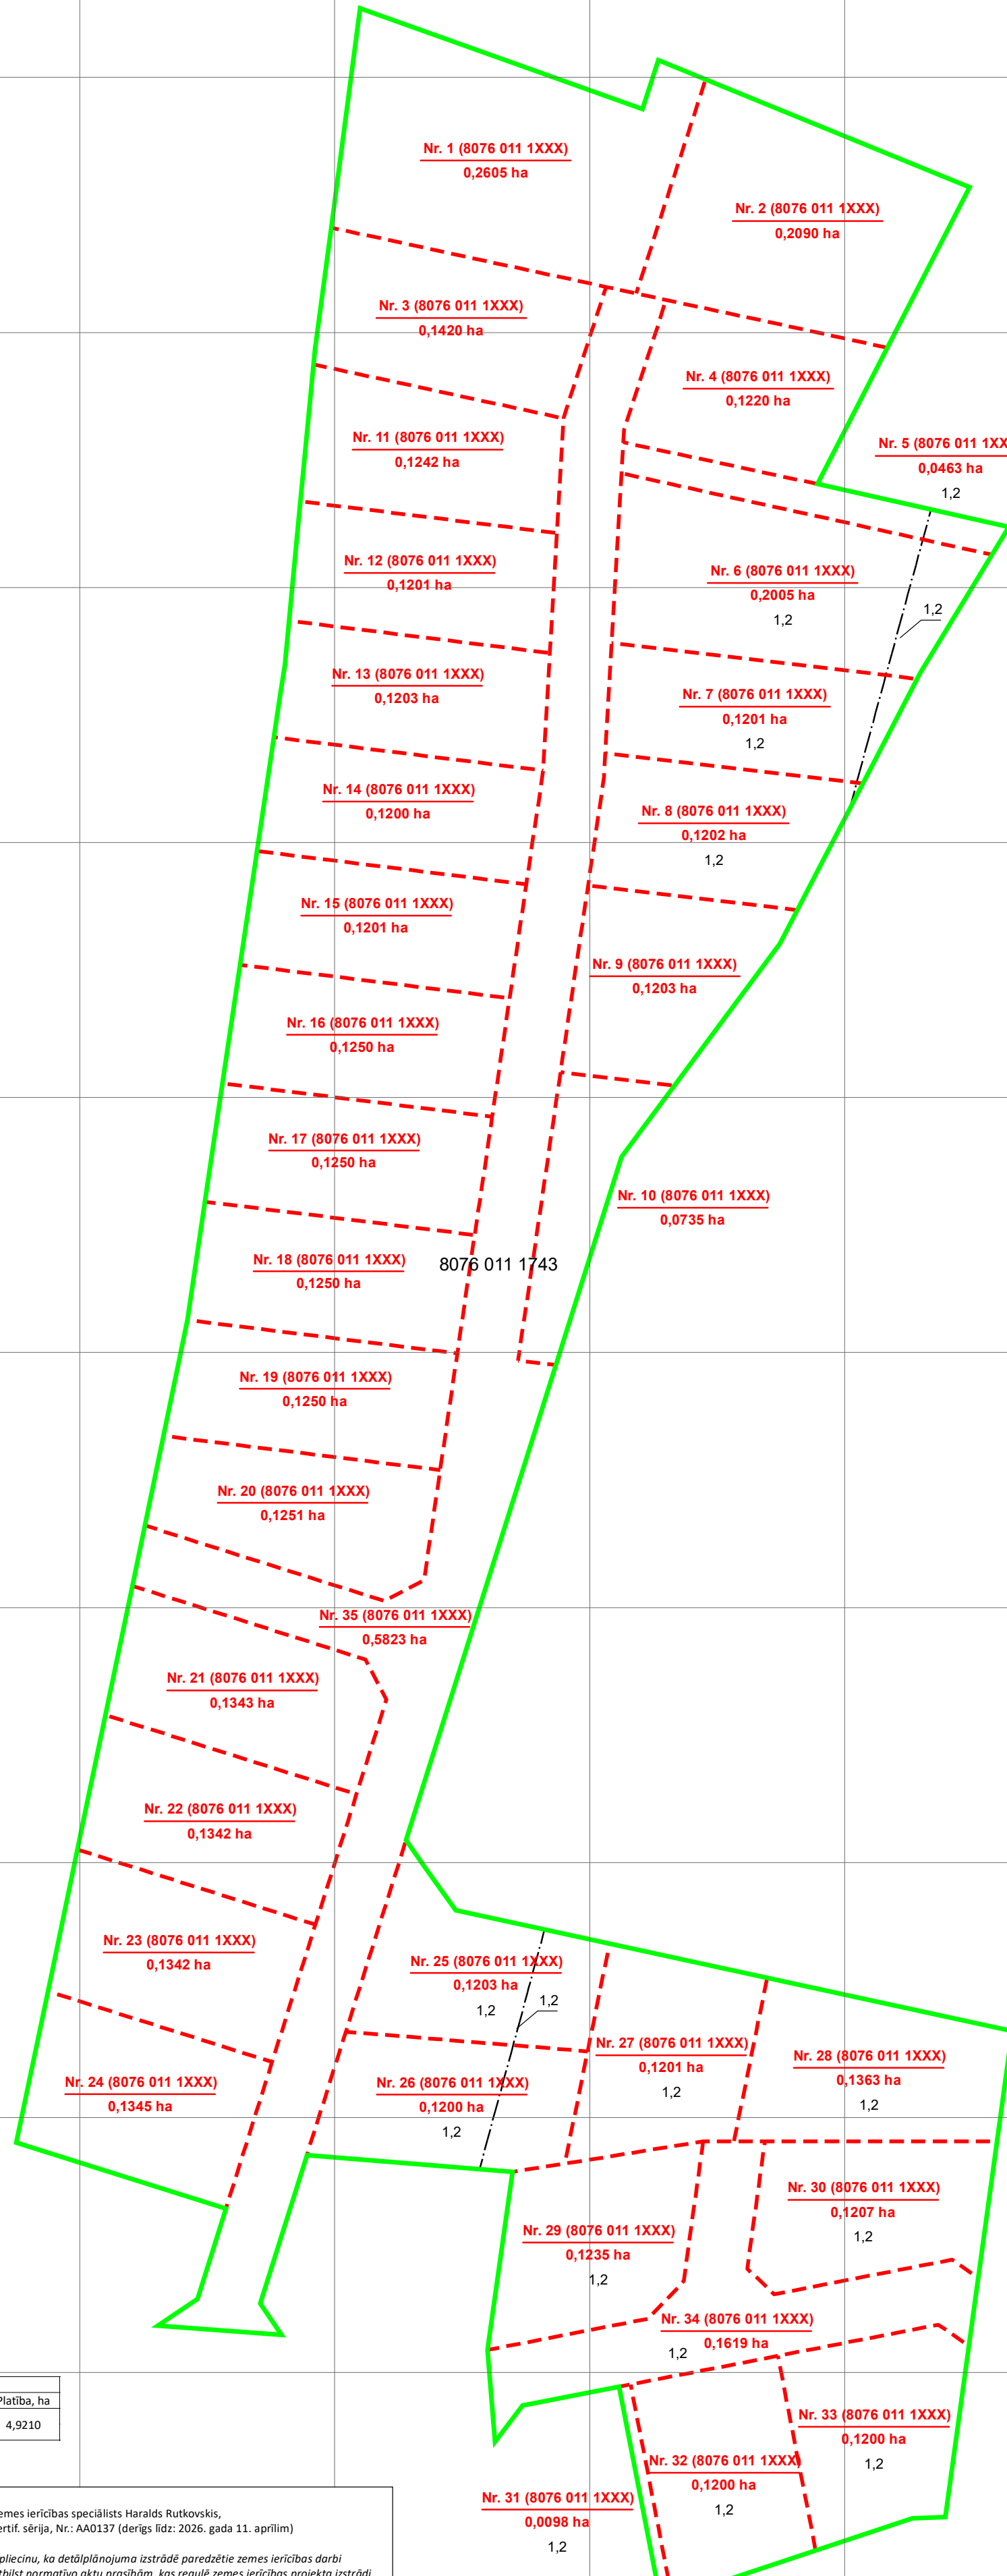 Nr. 1 (8076 011 1XXX)
0,2605 ha
Nr. 2 (8076 011 1XXX)
0,2090 ha
Nr. 3 (8076 011 1XXX)
0,1420 ha
Nr. 4 (8076 011 1XXX)
0,1220 ha
Nr. 11 (8076 011 1XXX)
0,1242 ha
Nr. 5 (8076 011 1XX
0,0463 ha
1,2
Nr. 12 (8076 011 1XXX)
0,1201 ha
Nr. 6 (8076 011 1XXX)
0,2005 ha
1,2
1,2
Nr. 13 (8076 011 1XXX)
0,1203 ha
Nr. 7 (8076 011 1XXX)
0,1201 ha
1,2
Nr. 14 (8076 011 1XXX)
0,1200 ha
Nr. 8 (8076 011 1XXX)
0,1202 ha
1,2
Nr. 15 (8076 011 1XXX)
0,1201 ha
Nr. 9 (8076 011 1XXX)
0,1203 ha
Nr. 16 (8076 011 1XXX)
0,1250 ha
Nr. 17 (8076 011 1XXX)
0,1250 ha
Nr. 10 (8076 011 1XXX)
0,0735 ha
Nr. 18 (8076 011 1XXX)
0,1250 ha
8076 011 1743
Nr. 19 (8076 011 1XXX)
0,1250 ha
Nr. 20 (8076 011 1XXX)
0,1251 ha
Nr. 35 (8076 011 1XXX)
0,5823 ha
Nr. 21 (8076 011 1XXX)
0,1343 ha
Nr. 22 (8076 011 1XXX)
0,1342 ha
Nr. 23 (8076 011 1XXX)
0,1342 ha
Nr. 25 (8076 011 1XXX)
0,1203 ha
1,2
1,2
Nr. 27 (8076 011 1XXX)
0,1201 ha
1,2
Nr. 28 (8076 011 1XXX)
0,1363 ha
1,2
Nr. 24 (8076 011 1XXX)
0,1345 ha
Nr. 26 (8076 011 1XXX)
0,1200 ha
1,2
Nr. 30 (8076 011 1XXX)
0,1207 ha
1,2
Nr. 29 (8076 011 1XXX)
0,1235 ha
1,2
Nr. 34 (8076 011 1XXX)
0,1619 ha
1,2
Nr. 33 (8076 011 1XXX)
0,1200 ha
1,2
Nr. 32 (8076 011 1XXX)
0,1200 ha
1,2
Nr. 31 (8076 011 1XXX)
0,0098 ha
1,2
Platība, ha
4,9210
emes ierīcības speciālists Haralds Rutkovskis,
ertif. sērija, Nr.: AA0137 (derīgs līdz: 2026. gada 11. aprīlim)
pliecinu, ka detālplānojuma izstrādē paredzētie zemes ierīcības darbi
tbilst normatīvo aktu prasībām, kas regulē zemes ierīcības projekta izstrādi